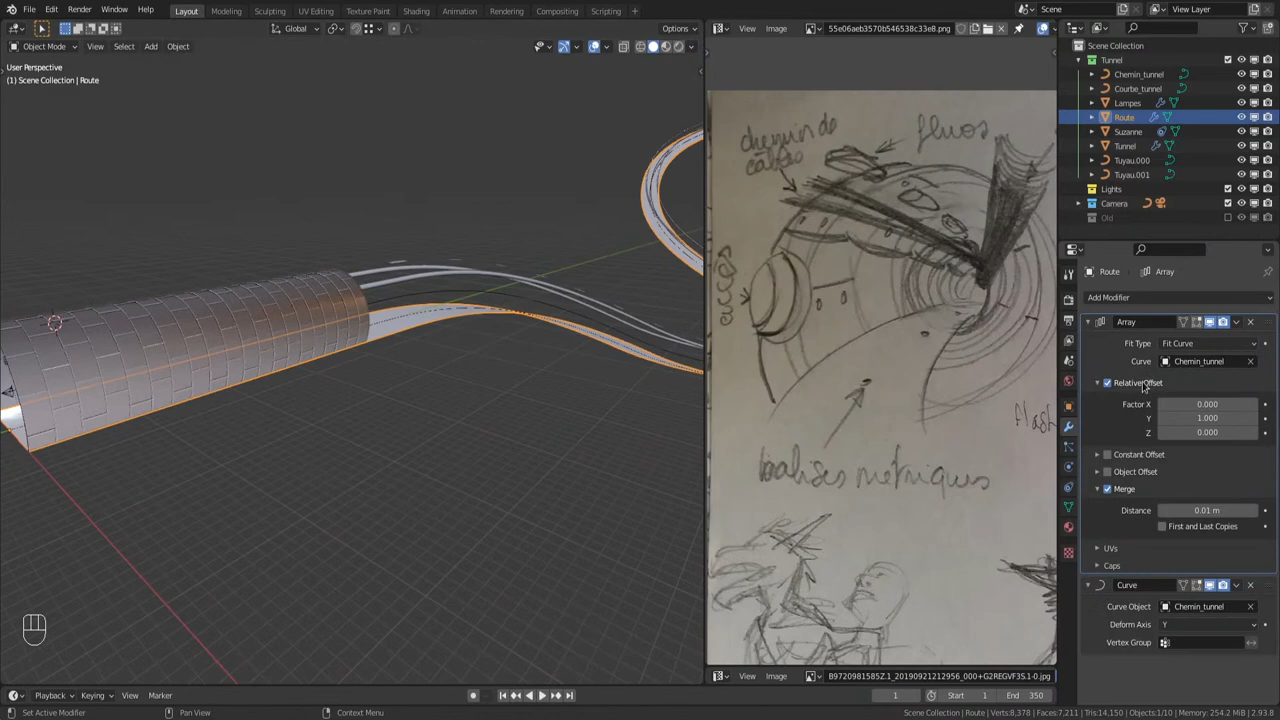 File Edit Render Window Help
Layout Modeling Sculpting UV Editing Texture Paint Shading Animation Rendering Compositing Scripting +
Scene
View Layer
Global
Options
View Image
55e06aeb3570b546538c33e8.png
Object Mode View Select Add Object
User Perspective
(1) Scene Collection | Route
chemin de
fluos
accès
balises métriques
flash
View Image
B9720981585Z.1_20190921212956_000+G2REGVF3S.1-0.jpg
Scene Collection
Tunnel
Chemin_tunnel
Courbe_tunnel
Lampes
Route
Suzanne
Tunnel
Tuyau.000
Tuyau.001
Lights
Camera
Old
Route Array
Add Modifier
Array
Fit Type Fit Curve
Curve Chemin_tunnel
Relative Offset
Factor X 0.000
Y 1.000
Z 0.000
Constant Offset
Object Offset
Merge
Distance 0.01 m
First and Last Copies
UVs
Caps
Curve
Curve Object Chemin_tunnel
Deform Axis Y
Vertex Group
Playback Keying View Marker
1 Start 1 End 350
Set Active Modifier Pan View Context Menu
Scene Collection | Route | Verts:8,378 | Faces:7,211 | Tris:14,150 | Objects:1/10 | Memory: 254.2 MiB | 2.93.8